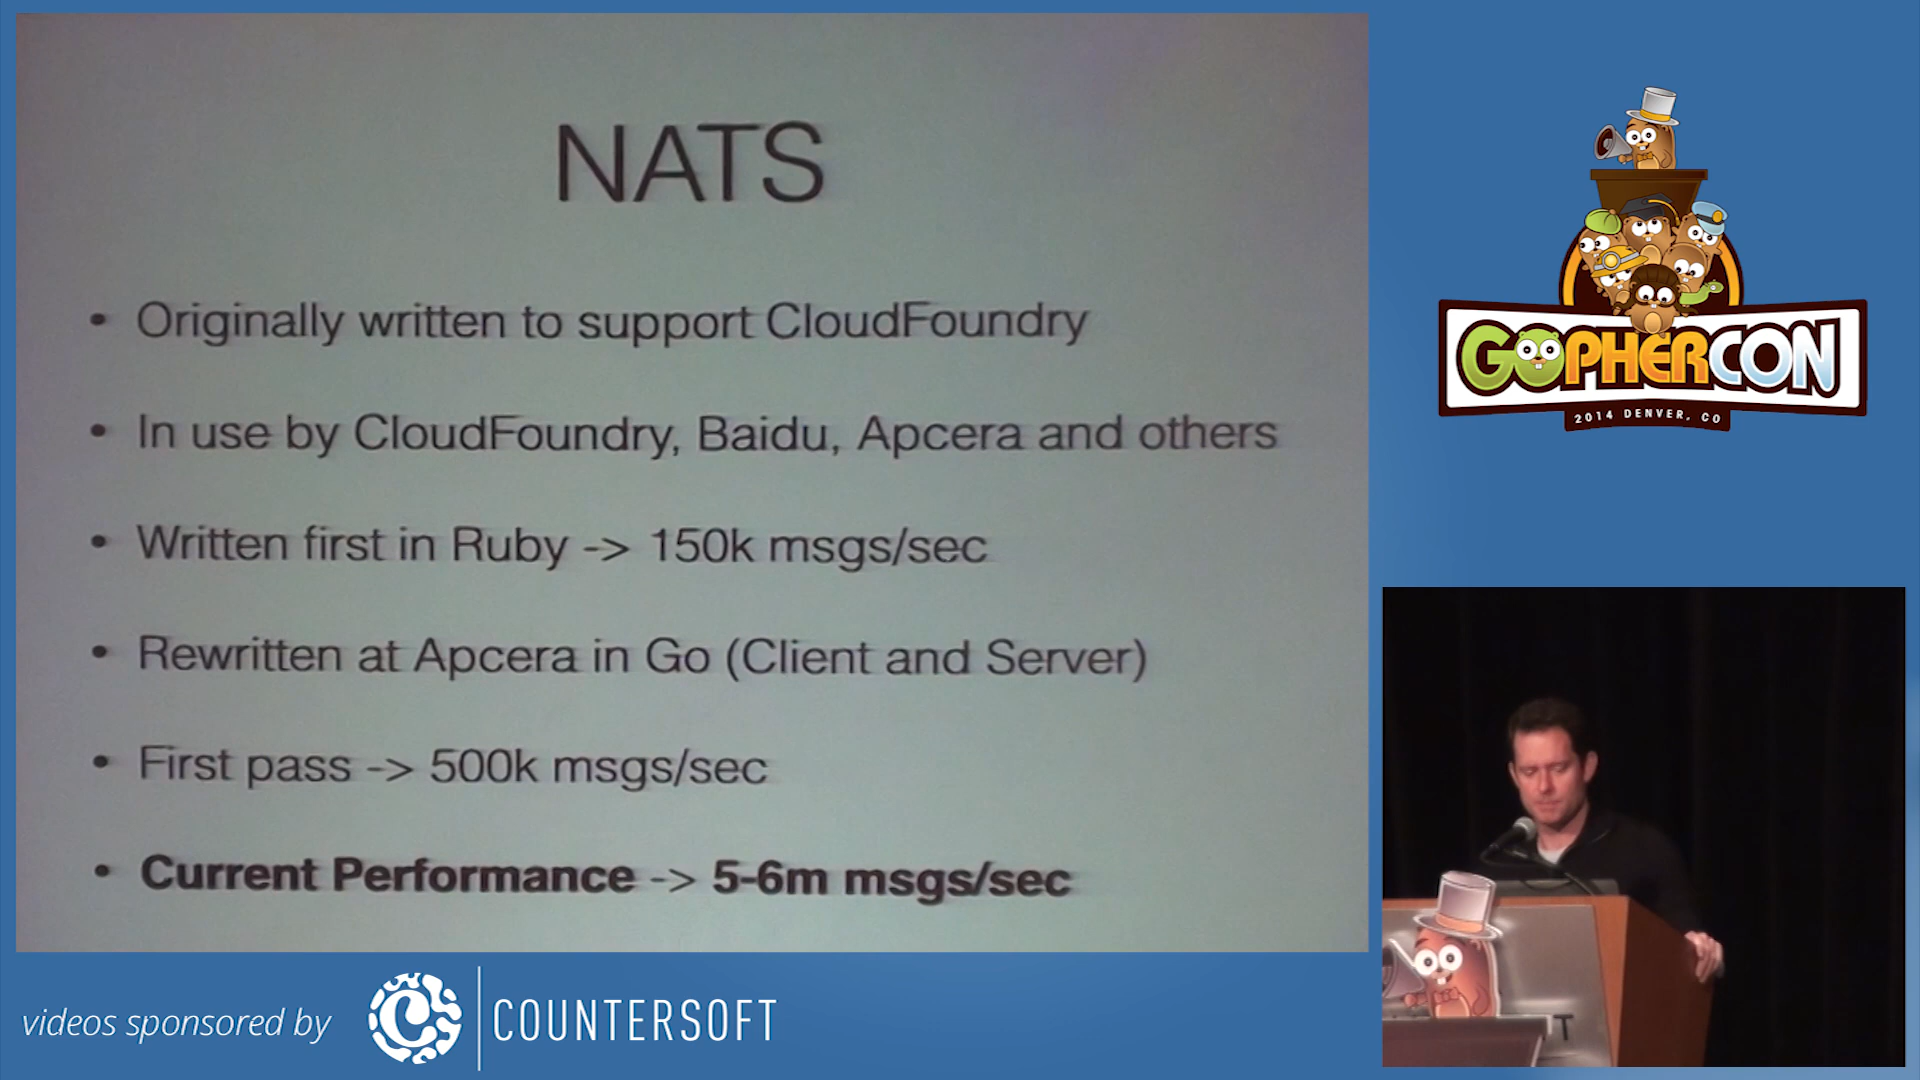 NATS
• Originally written to support CloudFoundry
• In use by CloudFoundry, Baidu, Apcera and others
• Written first in Ruby -> 150k msgs/sec
• Rewritten at Apcera in Go (Client and Server)
• First pass -> 500k msgs/sec
• Current Performance -> 5-6m msgs/sec
GOPHERCON
2014 DENVER, CO
T
videos sponsored by
COUNTERSOFT